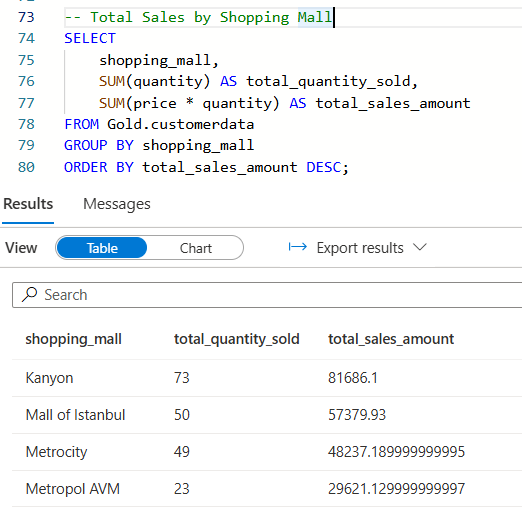 73 -- Total Sales by Shopping Mall
74 SELECT
75 shopping_mall,
76 SUM(quantity) AS total_quantity_sold,
77 SUM(price * quantity) AS total_sales_amount
78 FROM Gold.customerdata
79 GROUP BY shopping_mall
80 ORDER BY total_sales_amount DESC;
Results Messages
View Table Chart Export results
Search
shopping_mall total_quantity_sold total_sales_amount
Kanyon 73 81686.1
Mall of Istanbul 50 57379.93
Metrocity 49 48237.189999999995
Metropol AVM 23 29621.129999999997